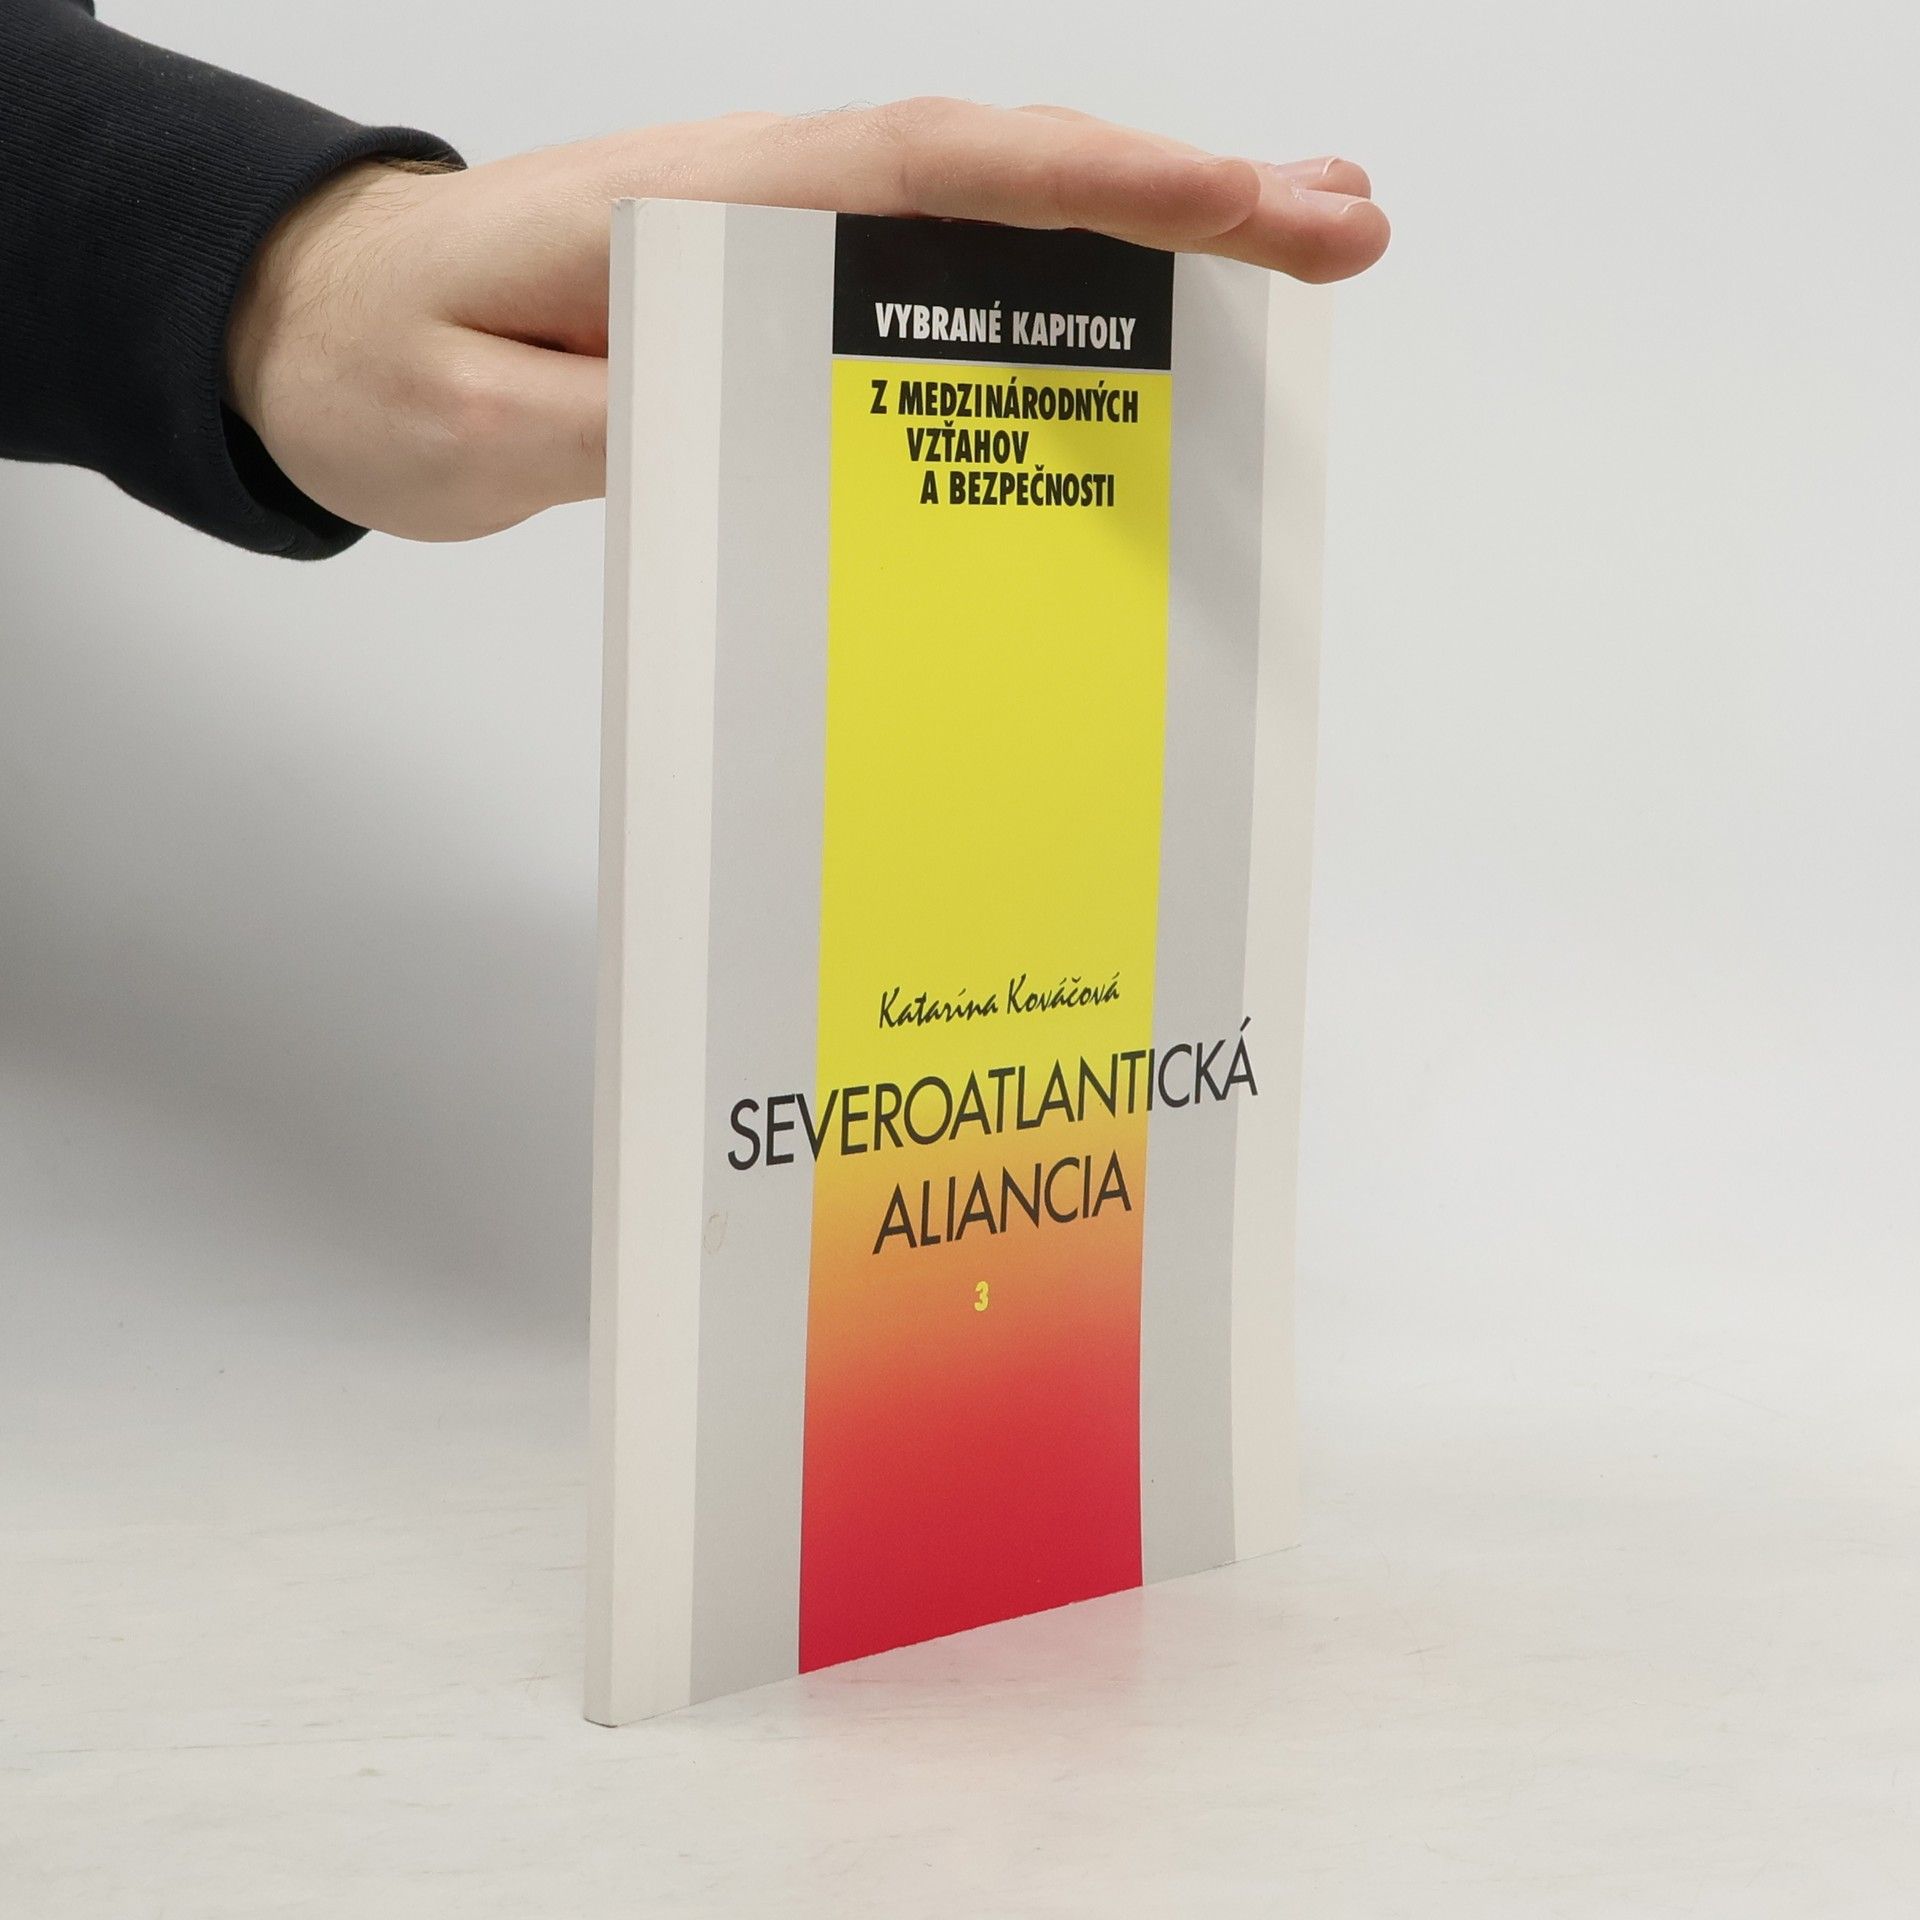 VYBRANÉ KAPITOLY
Z MEDZINÁRODNÝCH
VZŤAHOV
A BEZPEČNOSTI
Katarína Kováčová
SEVEROATLANTICKÁ
ALIANCIA
3